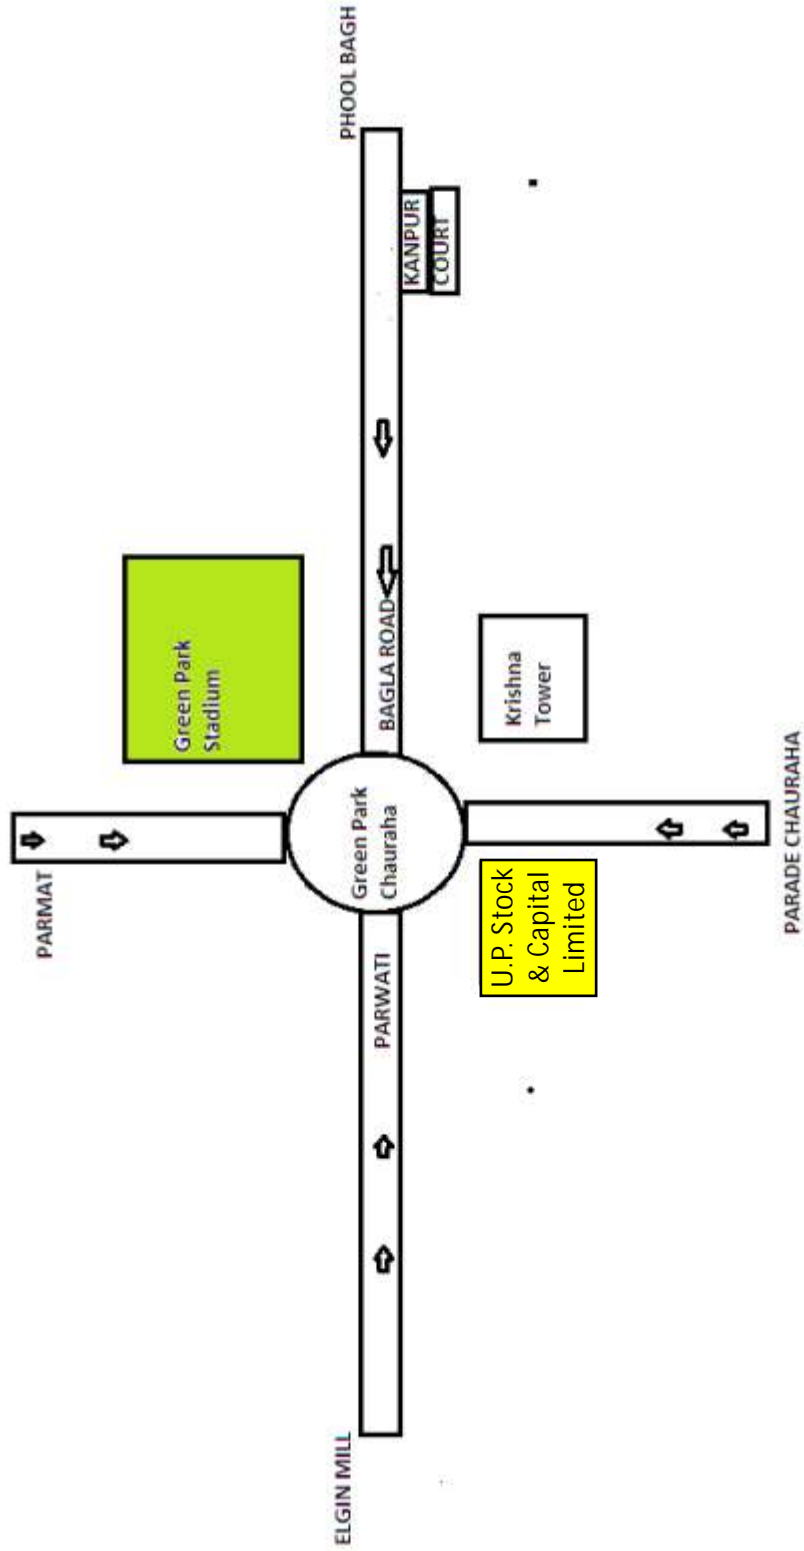 PARMAT
Green Park
Stadium
ELGIN MILL
PARWATI
Green Park
Chauraha
BAGLA ROAD
PHOOL BAGH
KANPUR
COURT
U.P. Stock
& Capital
Limited
Krishna
Tower
PARADE CHAURAHA